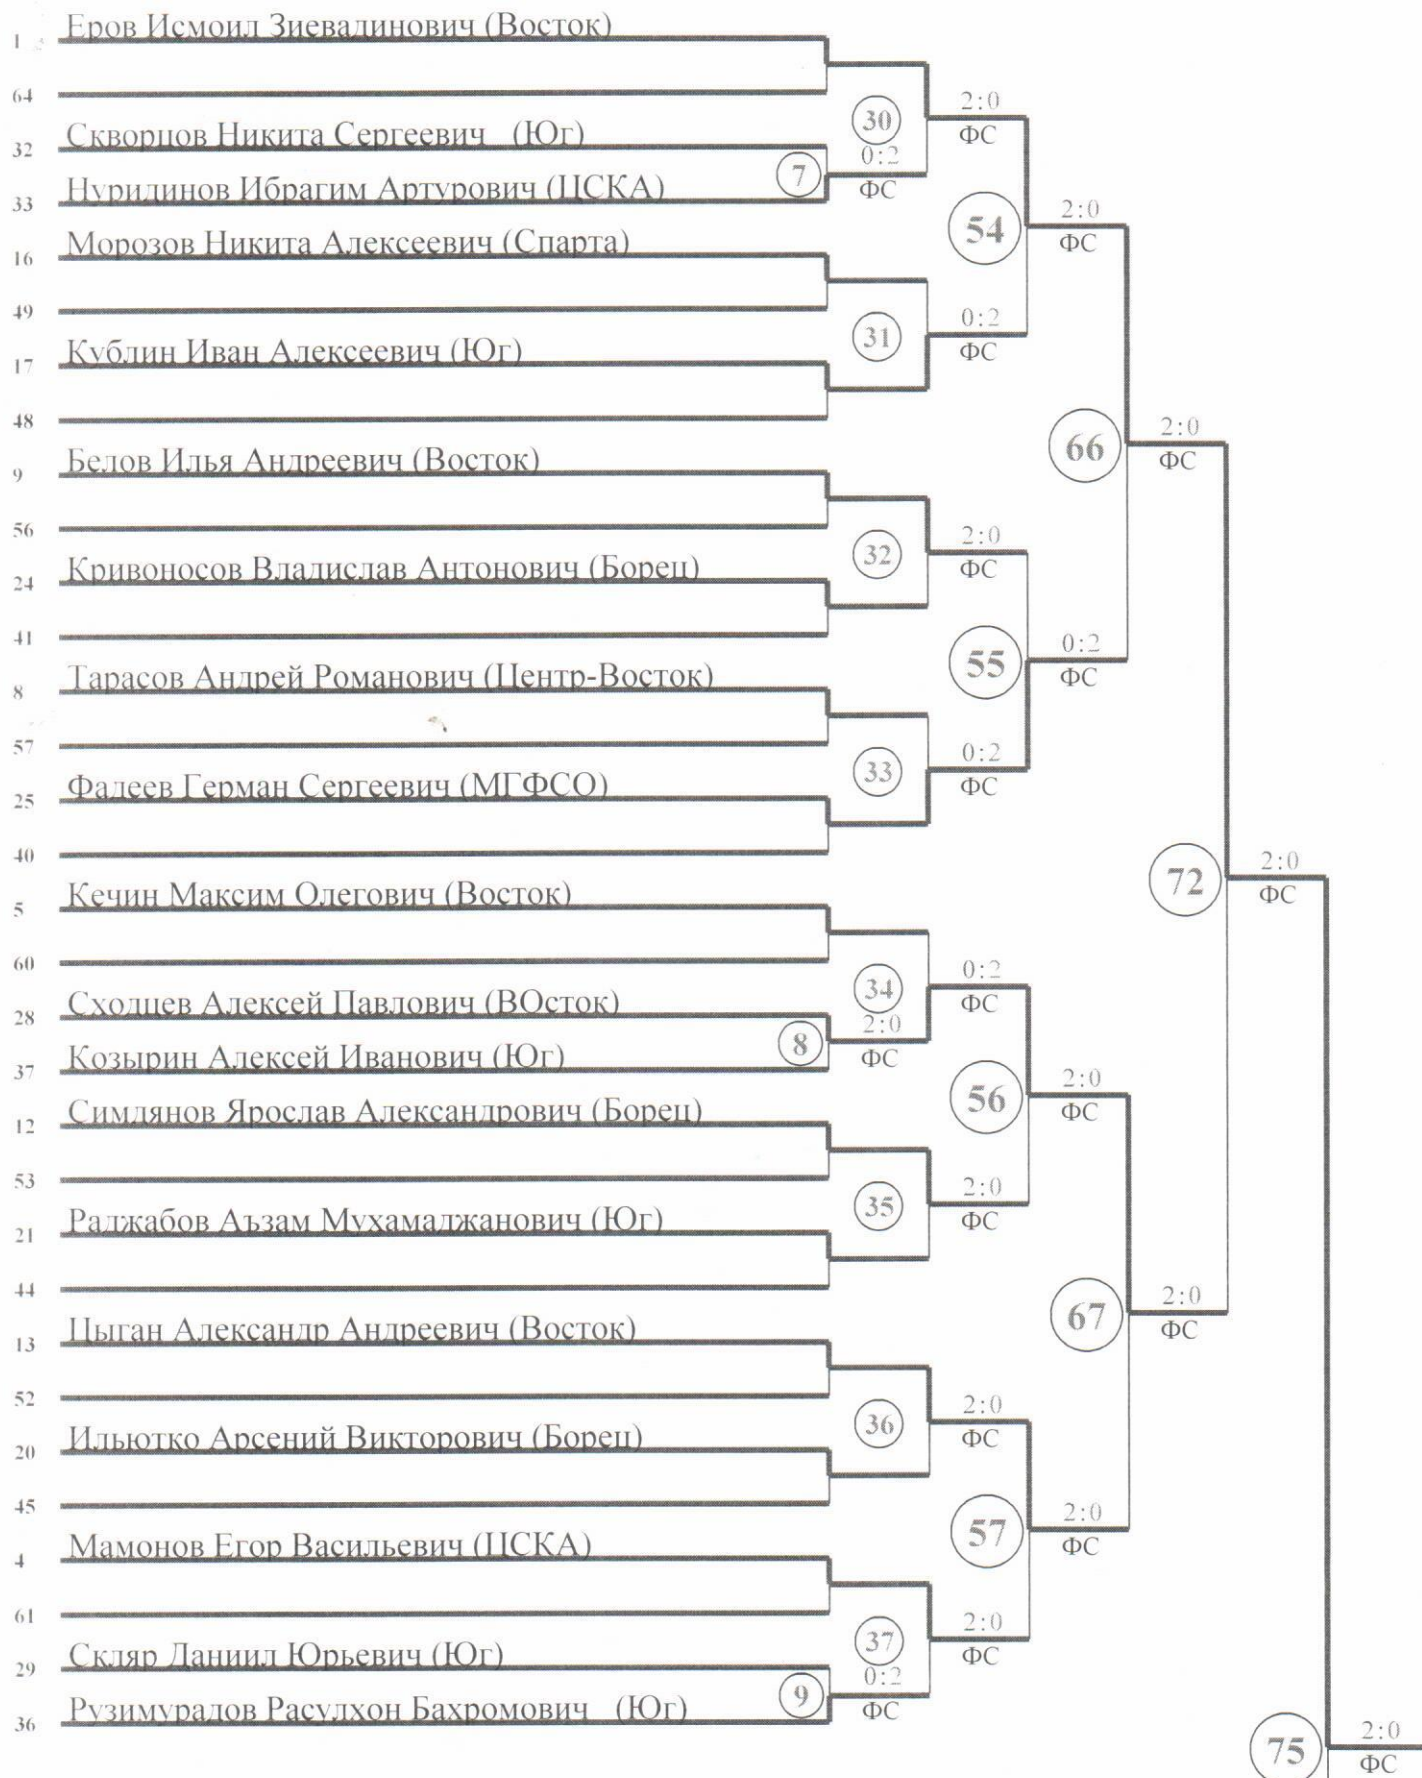 1 Еров Исмоил Зиевадинович (Восток)
64
30
2:0
ФС
32 Скворцов Никита Сергеевич (Юг)
7
0:2
ФС
33 Нуридинов Ибрагим Артурович (ЦСКА)
54
2:0
ФС
16 Морозов Никита Алексеевич (Спарта)
49
31
0:2
ФС
17 Кублин Иван Алексеевич (Юг)
48
66
2:0
ФС
9 Белов Илья Андреевич (Восток)
56
32
2:0
ФС
24 Кривоносов Владислав Антонович (Борец)
41
55
0:2
ФС
8 Тарасов Андрей Романович (Центр-Восток)
57
33
0:2
ФС
25 Фадеев Герман Сергеевич (МГФСО)
40
72
2:0
ФС
5 Кечин Максим Олегович (Восток)
60
34
0:2
ФС
28 Сходцев Алексей Павлович (ВОсток)
8
2:0
ФС
37 Козырин Алексей Иванович (Юг)
56
2:0
ФС
12 Симдянов Ярослав Александрович (Борец)
53
35
2:0
ФС
21 Раджабов Аъзам Мухамаджанович (Юг)
44
67
2:0
ФС
13 Цыган Александр Андреевич (Восток)
52
36
2:0
ФС
20 Ильютко Арсений Викторович (Борец)
45
57
2:0
ФС
4 Мамонов Егор Васильевич (ЦСКА)
61
37
2:0
ФС
29 Скляр Даниил Юрьевич (Юг)
9
0:2
ФС
36 Рузимурадов Расулхон Бахромович (Юг)
75
2:0
ФС